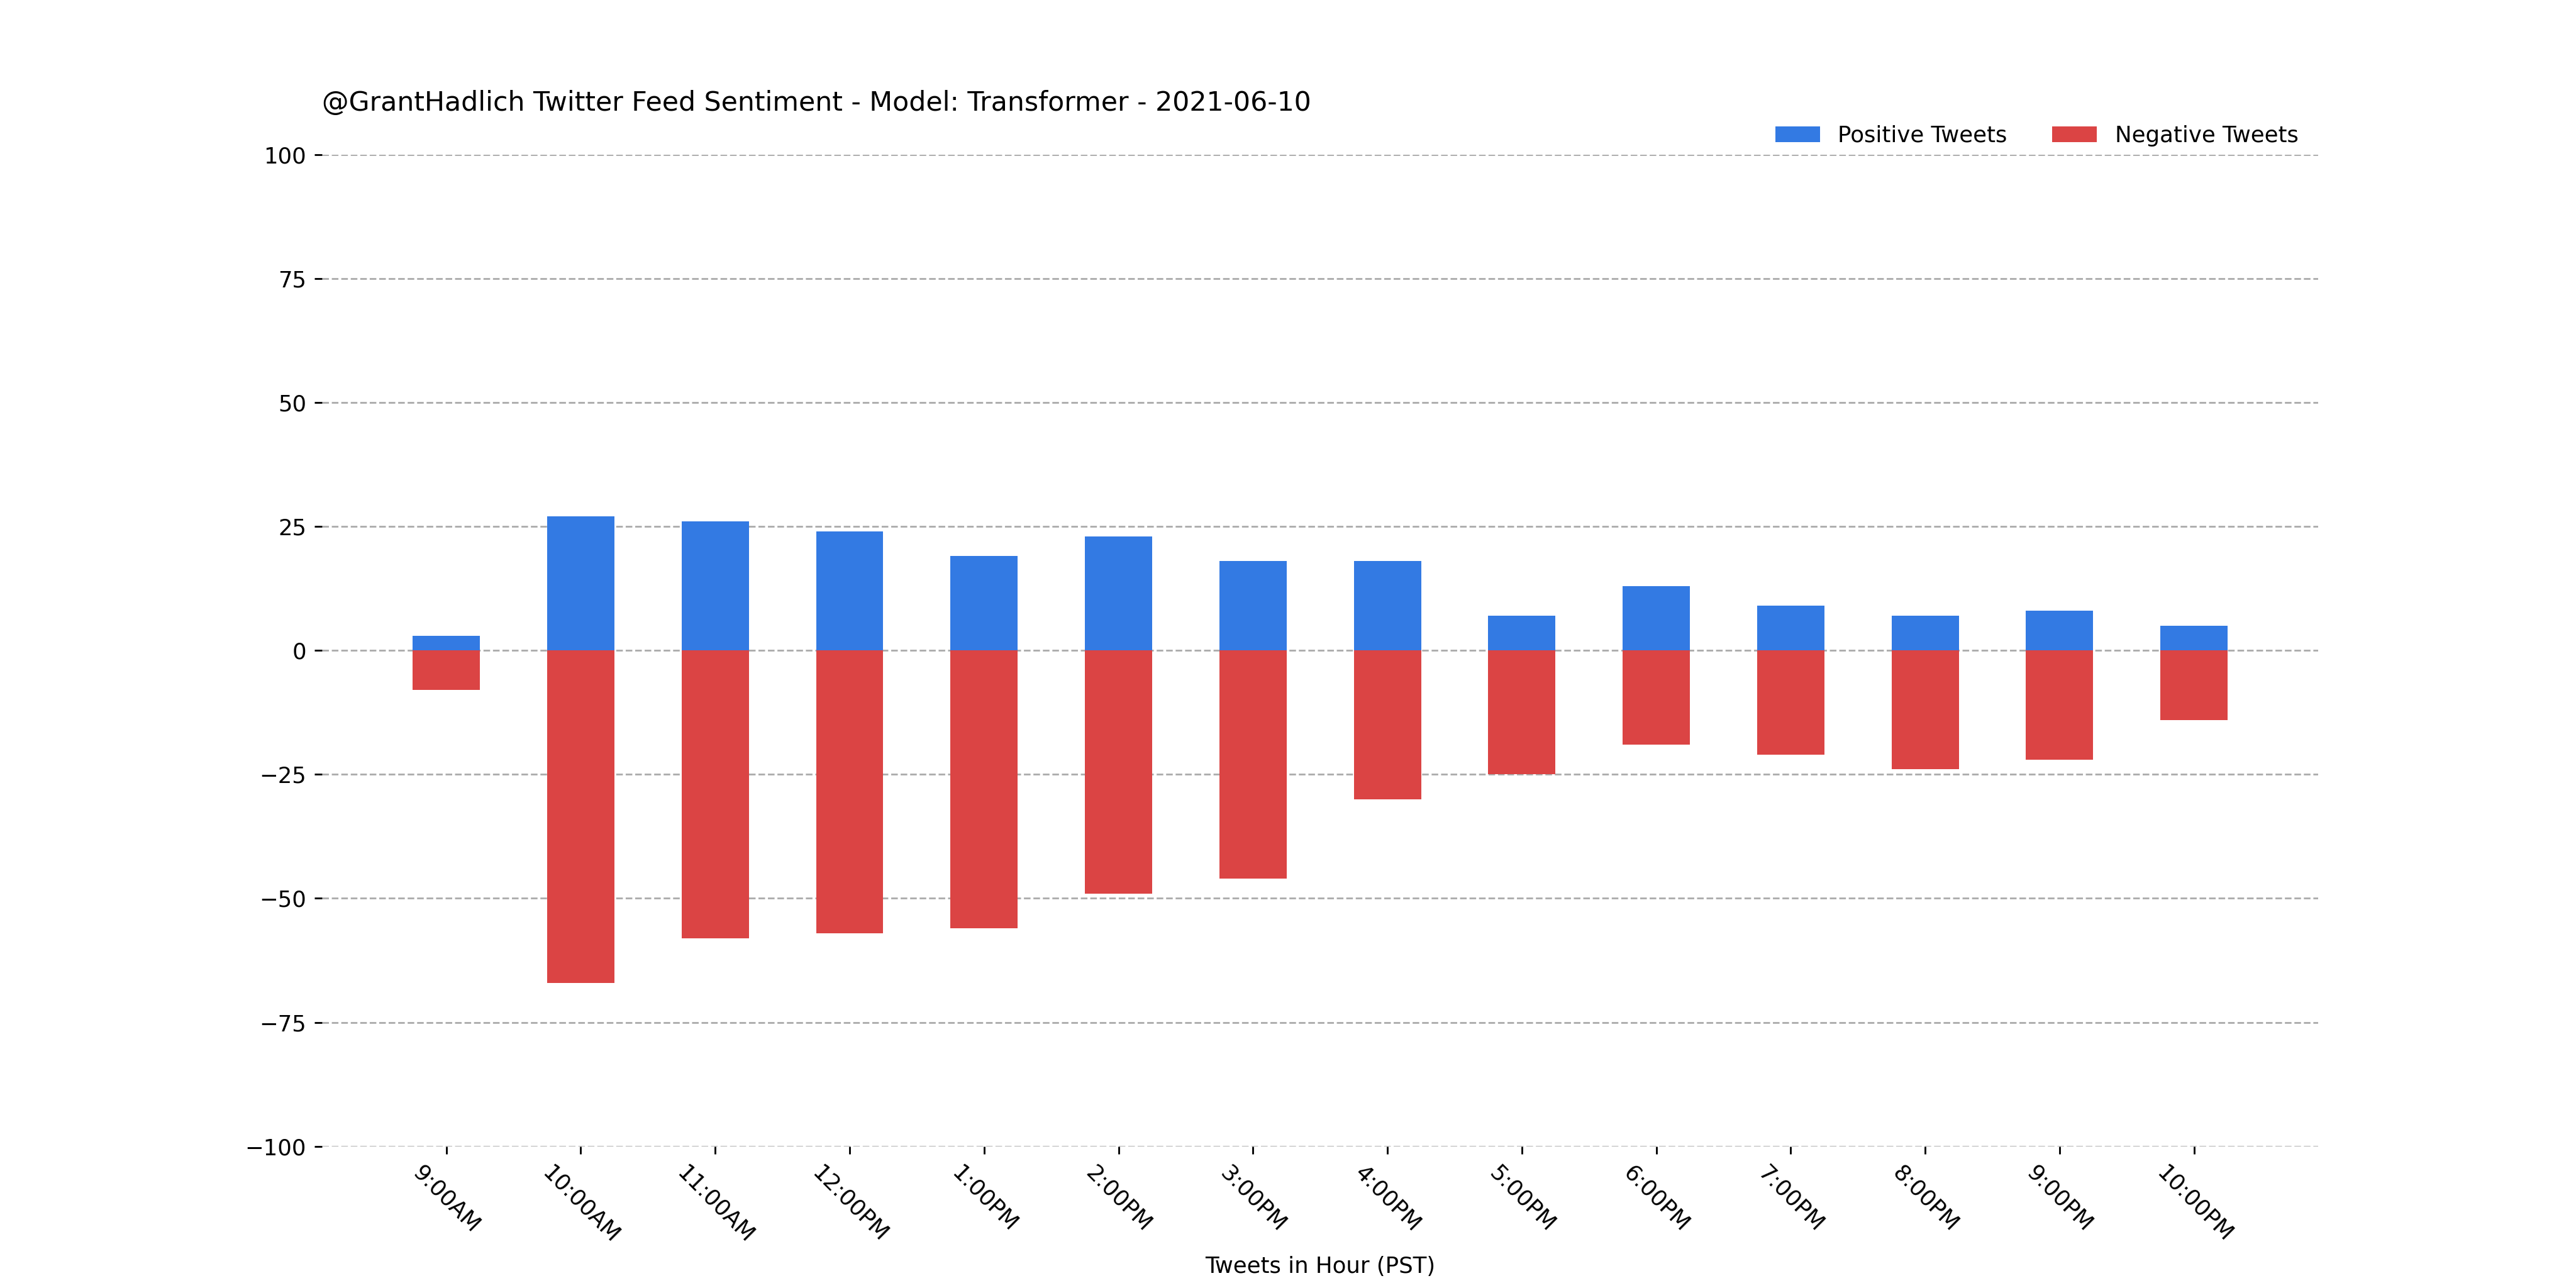 @GrantHadlich Twitter Feed Sentiment - Model: Transformer - 2021-06-10
Positive Tweets Negative Tweets
100
75
50
25
0
−25
−50
−75
−100
9:00AM 10:00AM 11:00AM 12:00PM 1:00PM 2:00PM 3:00PM 4:00PM 5:00PM 6:00PM 7:00PM 8:00PM 9:00PM 10:00PM
Tweets in Hour (PST)